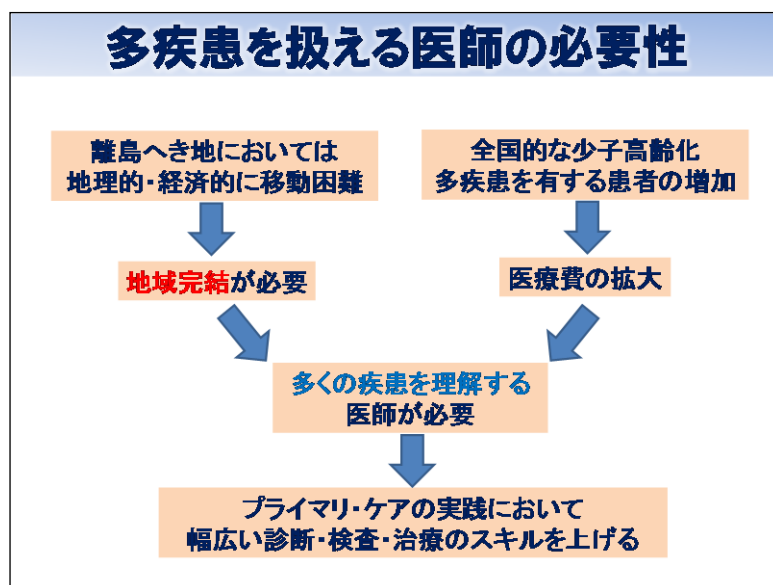 多疾患を扱える医師の必要性
離島へき地においては
地理的・経済的に移動困難
全国的な少子高齢化
多疾患を有する患者の増加
地域完結が必要
医療費の拡大
多くの疾患を理解する
医師が必要
プライマリ・ケアの実践において
幅広い診断・検査・治療のスキルを上げる